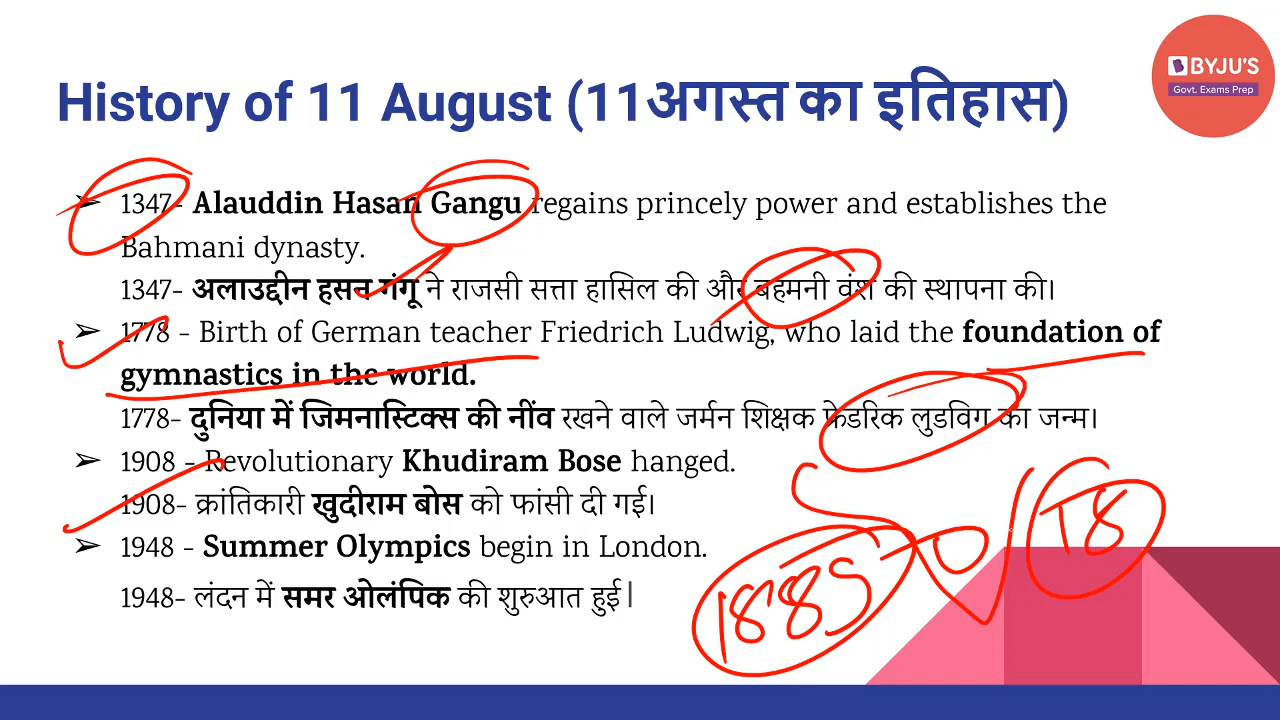 BYJU'S
Govt. Exams Prep
History of 11 August (11अगस्त का इतिहास)
➢ 1347- Alauddin Hasan Gangu regains princely power and establishes the
Bahmani dynasty.
1347- अलाउद्दीन हसन गंगू ने राजसी सत्ता हासिल की और बहमनी वंश की स्थापना की।
➢ 1778 - Birth of German teacher Friedrich Ludwig, who laid the foundation of
gymnastics in the world.
1778- दुनिया में जिमनास्टिक्स की नींव रखने वाले जर्मन शिक्षक फ्रेडरिक लुडविग का जन्म।
➢ 1908 - Revolutionary Khudiram Bose hanged.
1908- क्रांतिकारी खुदीराम बोस को फांसी दी गई।
➢ 1948 - Summer Olympics begin in London.
1948- लंदन में समर ओलंपिक की शुरुआत हुई|
1885 18